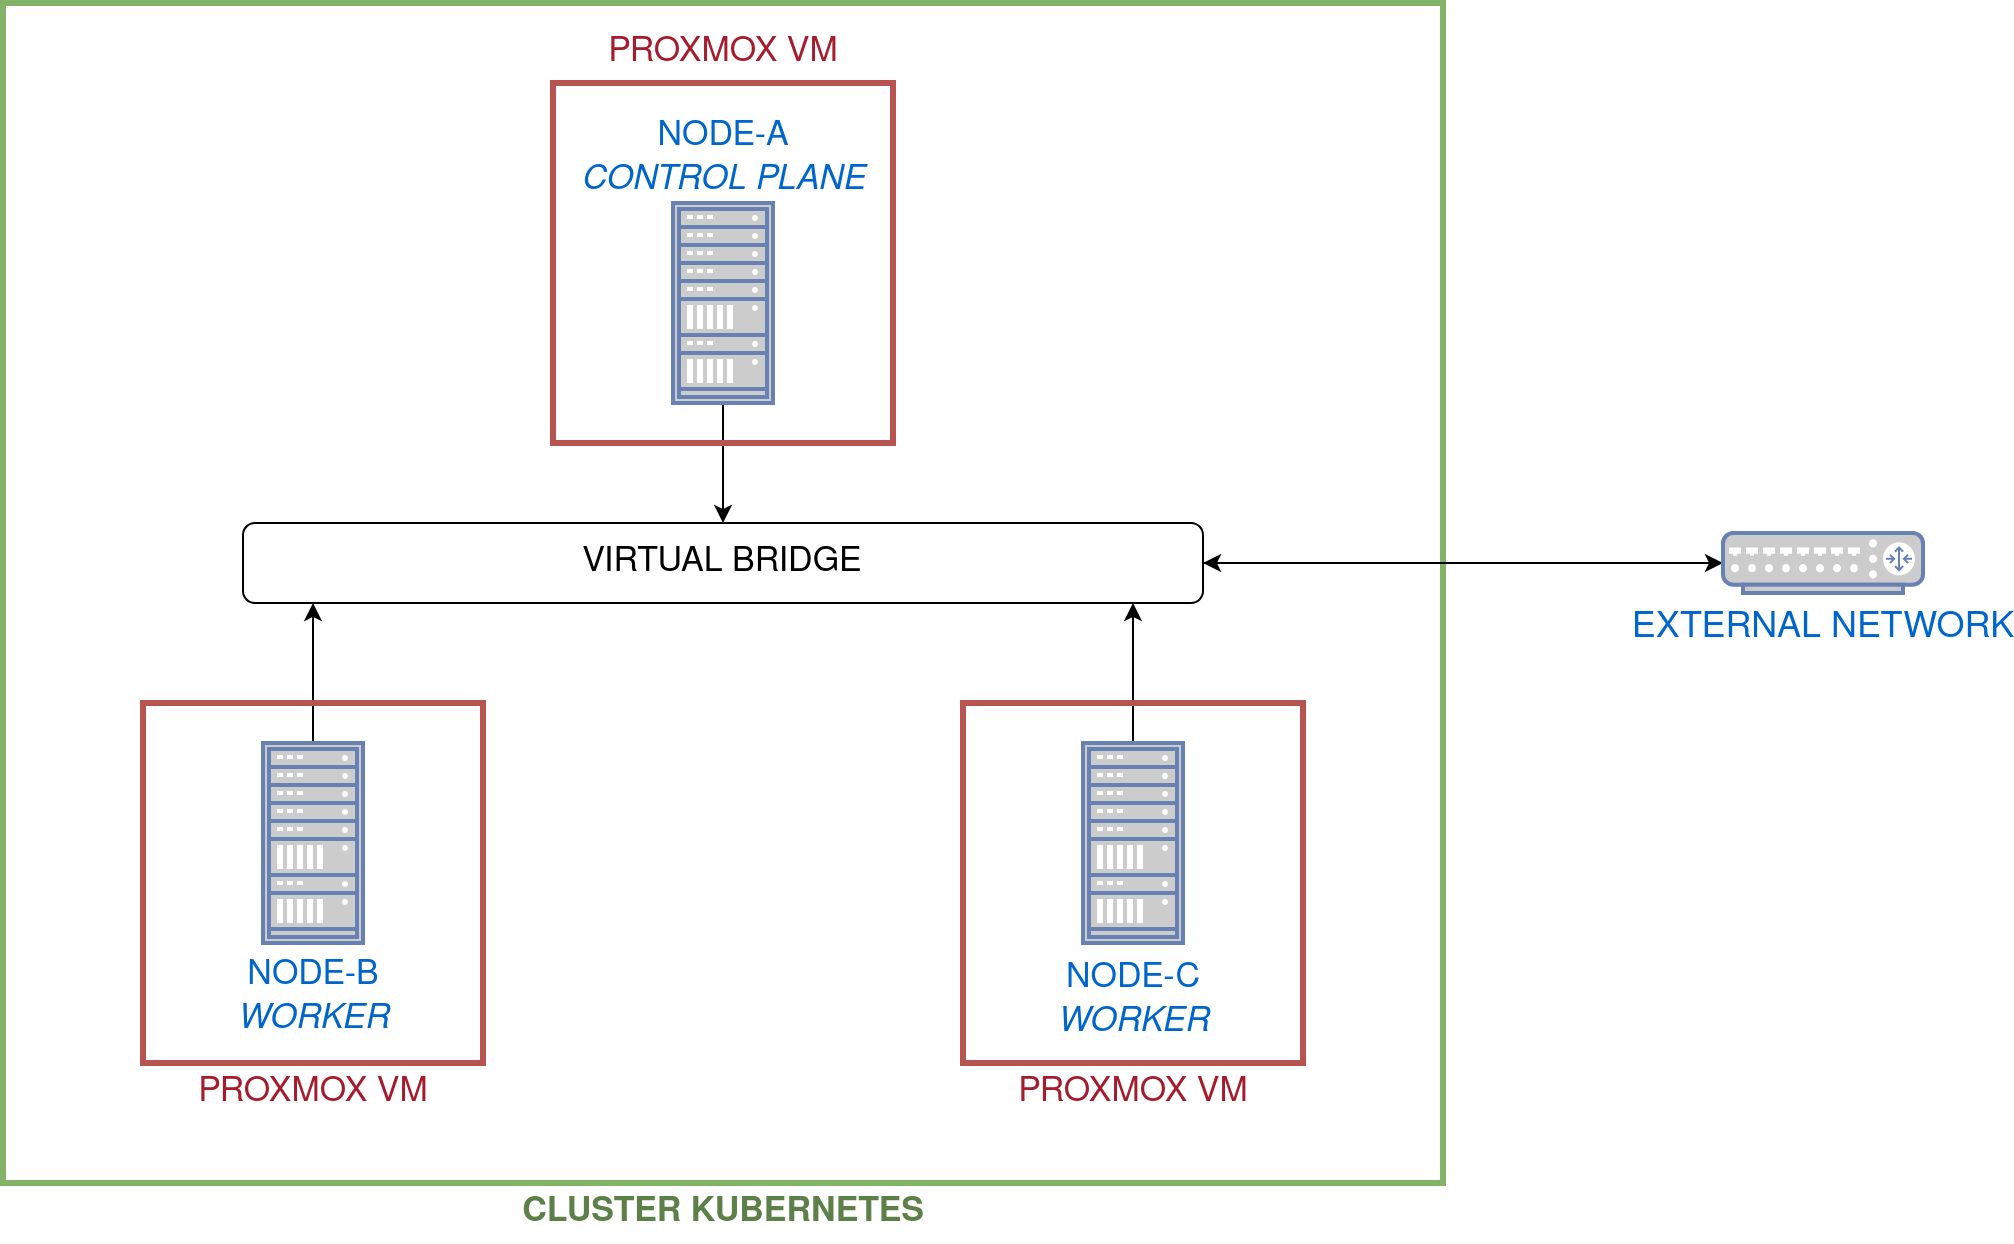 PROXMOX VM
NODE-A
CONTROL PLANE
VIRTUAL BRIDGE
EXTERNAL NETWORK
NODE-B
WORKER
PROXMOX VM
NODE-C
WORKER
PROXMOX VM
CLUSTER KUBERNETES